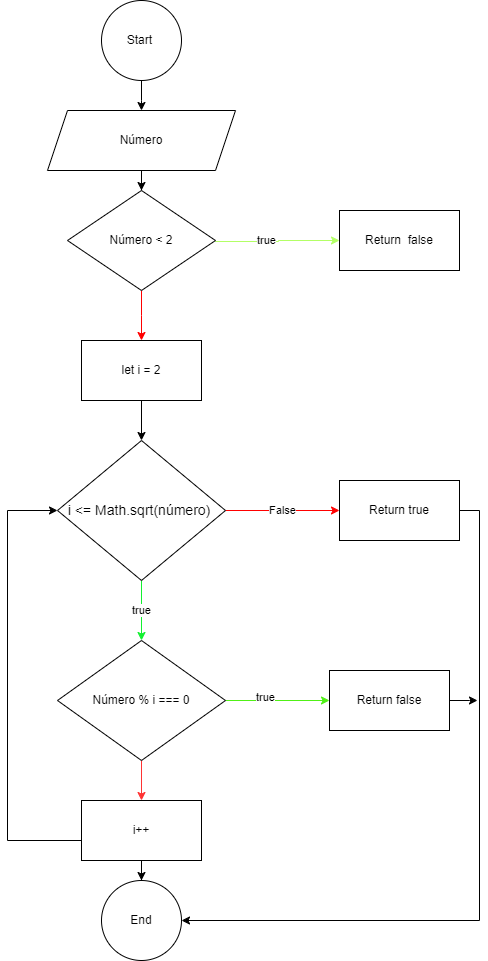 Start
Número
Número < 2
true
Return  false
let i = 2
i <= Math.sqrt(número)
False
Return true
true
Número % i === 0
true
Return false
i++
End